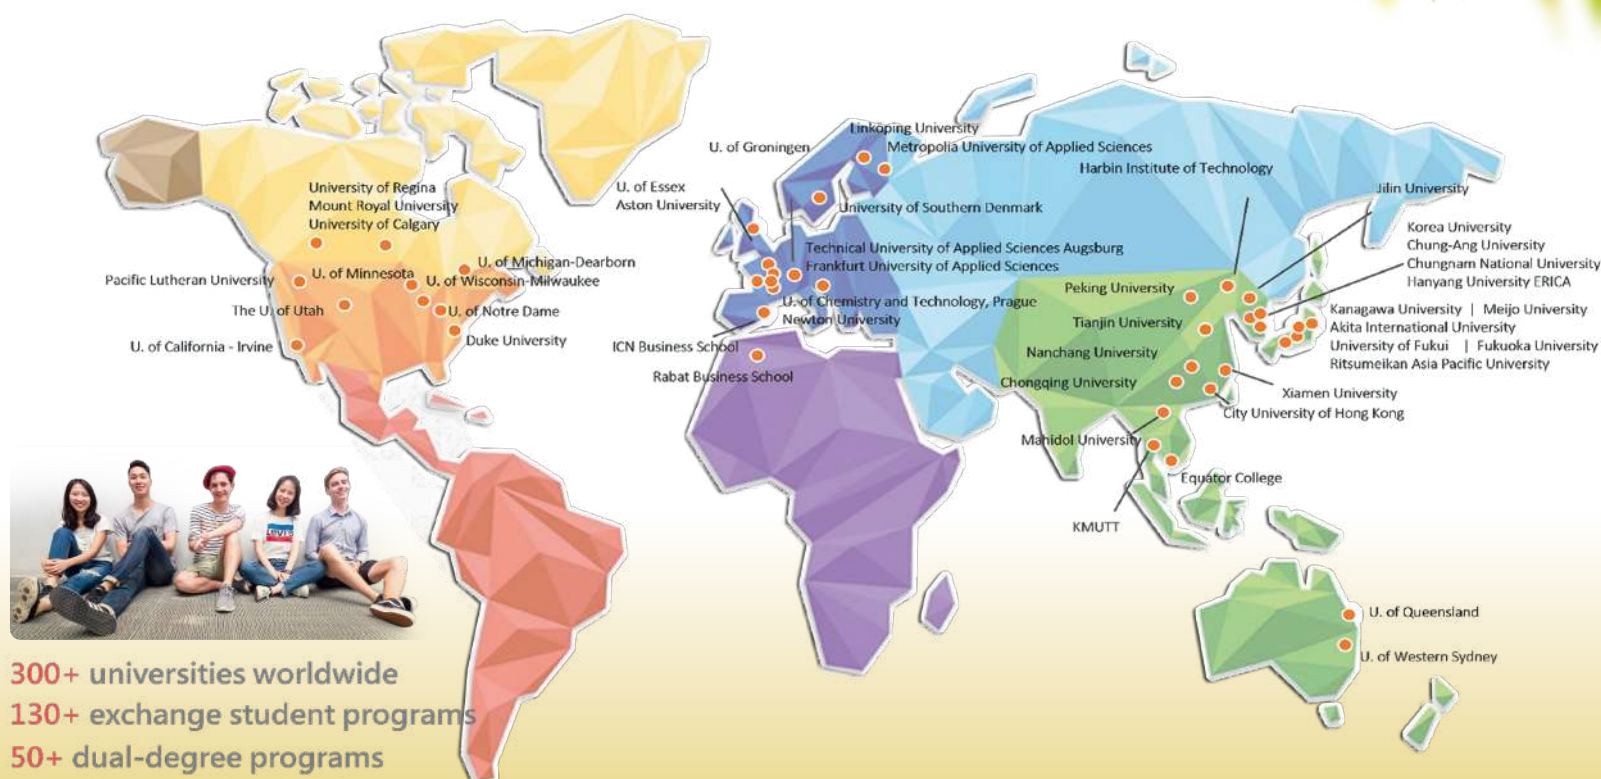 Linköping University
U. of Groningen
Metropolia University of Applied Sciences
Harbin Institute of Technology
University of Regina
Mount Royal University
University of Calgary
U. of Essex
Aston University
University of Southern Denmark
Jilin University
Korea University
Chung-Ang University
Chungnam National University
Hanyang University ERICA
Technical University of Applied Sciences Augsburg
Frankfurt University of Applied Sciences
U. of Michigan-Dearborn
Pacific Lutheran University
U. of Minnesota
U. of Wisconsin-Milwaukee
The U. of Utah
U. of Notre Dame
U. of California - Irvine
Duke University
U. of Chemistry and Technology, Prague
Newton University
ICN Business School
Rabat Business School
Peking University
Tianjin University
Nanchang University
Chongqing University
Kanagawa University | Meijo University
Akita International University
University of Fukui | Fukuoka University
Ritsumeikan Asia Pacific University
Xiamen University
City University of Hong Kong
Mahidol University
Equator College
KMUTT
LEVI'S
U. of Queensland
U. of Western Sydney
300+ universities worldwide
130+ exchange student programs
50+ dual-degree programs